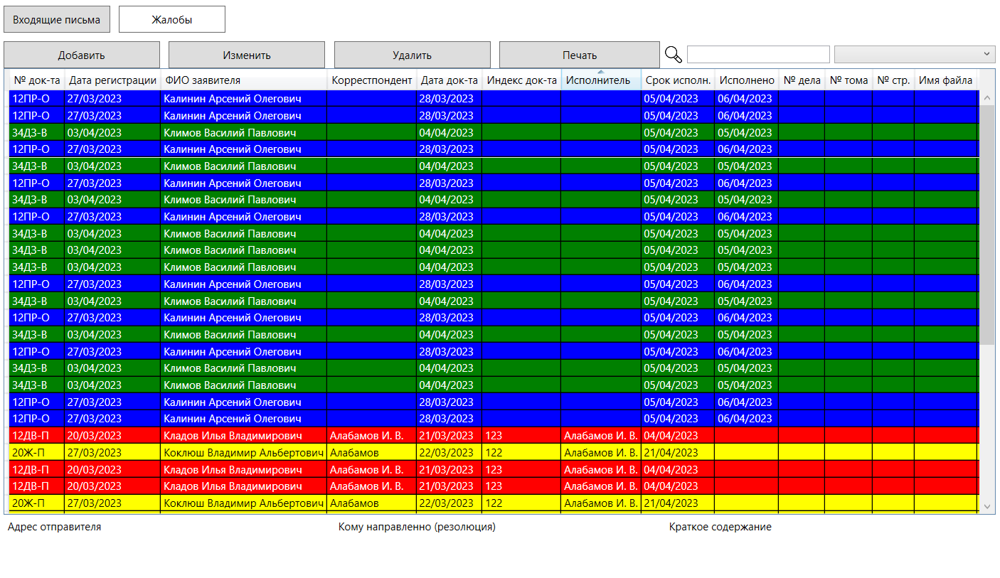 Входящие письма Жалобы
Добавить Изменить Удалить Печать
№ док-та Дата регистрации ФИО заявителя Корреспондент Дата док-та Индекс док-та Исполнитель Срок исполн. Исполнено № дела № тома № стр. Имя файла
12ПР-О 27/03/2023 Калинин Арсений Олегович 28/03/2023 05/04/2023 06/04/2023
12ПР-О 27/03/2023 Калинин Арсений Олегович 28/03/2023 05/04/2023 06/04/2023
34ДЗ-В 03/04/2023 Климов Василий Павлович 04/04/2023 05/04/2023 05/04/2023
12ПР-О 27/03/2023 Калинин Арсений Олегович 28/03/2023 05/04/2023 06/04/2023
34ДЗ-В 03/04/2023 Климов Василий Павлович 04/04/2023 05/04/2023 05/04/2023
12ПР-О 27/03/2023 Калинин Арсений Олегович 28/03/2023 05/04/2023 06/04/2023
34ДЗ-В 03/04/2023 Климов Василий Павлович 04/04/2023 05/04/2023 05/04/2023
12ПР-О 27/03/2023 Калинин Арсений Олегович 28/03/2023 05/04/2023 06/04/2023
34ДЗ-В 03/04/2023 Климов Василий Павлович 04/04/2023 05/04/2023 05/04/2023
34ДЗ-В 03/04/2023 Климов Василий Павлович 04/04/2023 05/04/2023 05/04/2023
34ДЗ-В 03/04/2023 Климов Василий Павлович 04/04/2023 05/04/2023 05/04/2023
12ПР-О 27/03/2023 Калинин Арсений Олегович 28/03/2023 05/04/2023 06/04/2023
34ДЗ-В 03/04/2023 Климов Василий Павлович 04/04/2023 05/04/2023 05/04/2023
12ПР-О 27/03/2023 Калинин Арсений Олегович 28/03/2023 05/04/2023 06/04/2023
34ДЗ-В 03/04/2023 Климов Василий Павлович 04/04/2023 05/04/2023 05/04/2023
12ПР-О 27/03/2023 Калинин Арсений Олегович 28/03/2023 05/04/2023 06/04/2023
34ДЗ-В 03/04/2023 Климов Василий Павлович 04/04/2023 05/04/2023 05/04/2023
34ДЗ-В 03/04/2023 Климов Василий Павлович 04/04/2023 05/04/2023 05/04/2023
12ПР-О 27/03/2023 Калинин Арсений Олегович 28/03/2023 05/04/2023 06/04/2023
12ПР-О 27/03/2023 Калинин Арсений Олегович 28/03/2023 05/04/2023 06/04/2023
12ДВ-П 20/03/2023 Кладов Илья Владимирович Алабамов И. В. 21/03/2023 123 Алабамов И. В. 04/04/2023
20Ж-П 27/03/2023 Коклюш Владимир Альбертович Алабамов 22/03/2023 122 Алабамов И. В. 21/04/2023
12ДВ-П 20/03/2023 Кладов Илья Владимирович Алабамов И. В. 21/03/2023 123 Алабамов И. В. 04/04/2023
12ДВ-П 20/03/2023 Кладов Илья Владимирович Алабамов И. В. 21/03/2023 123 Алабамов И. В. 04/04/2023
20Ж-П 27/03/2023 Коклюш Владимир Альбертович Алабамов 22/03/2023 122 Алабамов И. В. 21/04/2023
Адрес отправителя Кому направленно (резолюция) Краткое содержание